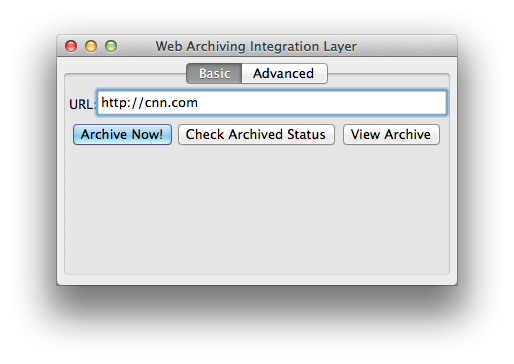 Web Archiving Integration Layer
Basic Advanced
URL: http://cnn.com
Archive Now! Check Archived Status View Archive